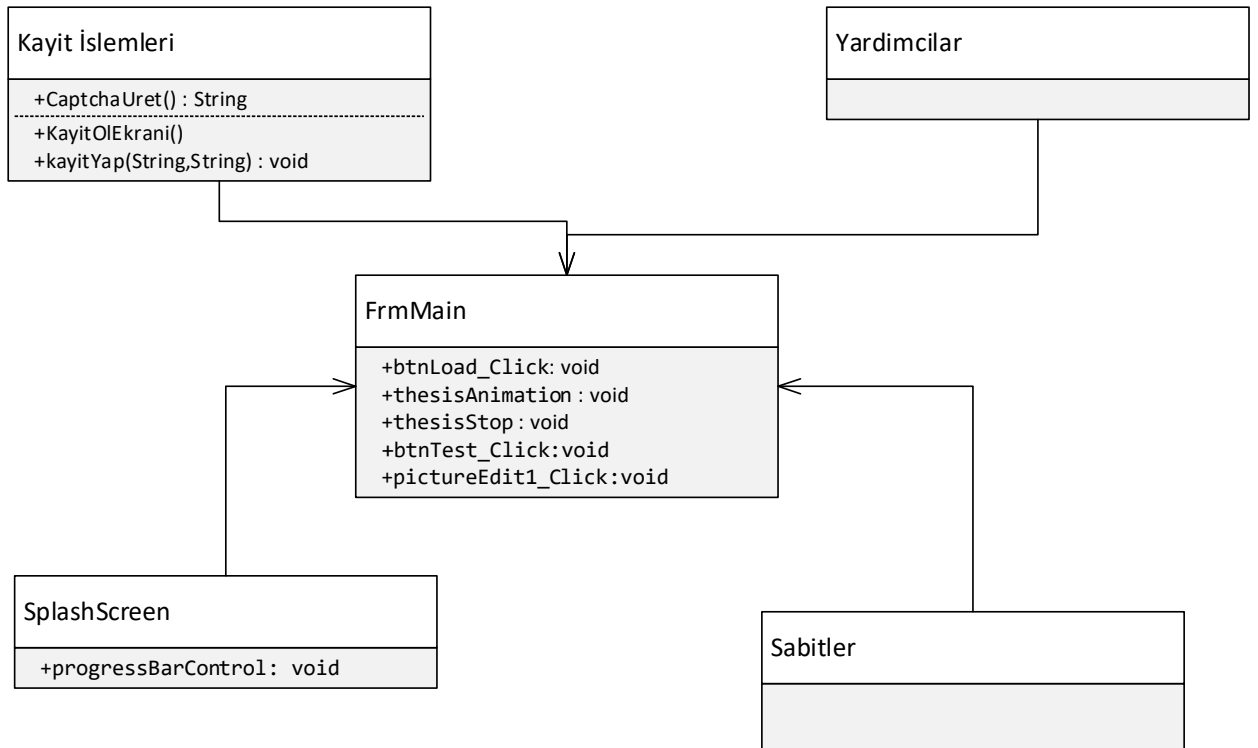 Kayit İslemleri
+CaptchaUret() : String
+KayitOlEkrani()
+kayitYap(String,String) : void
Yardimcilar
FrmMain
+btnLoad_Click: void
+thesisAnimation : void
+thesisStop : void
+btnTest_Click:void
+pictureEdit1_Click:void
SplashScreen
+progressBarControl: void
Sabitler